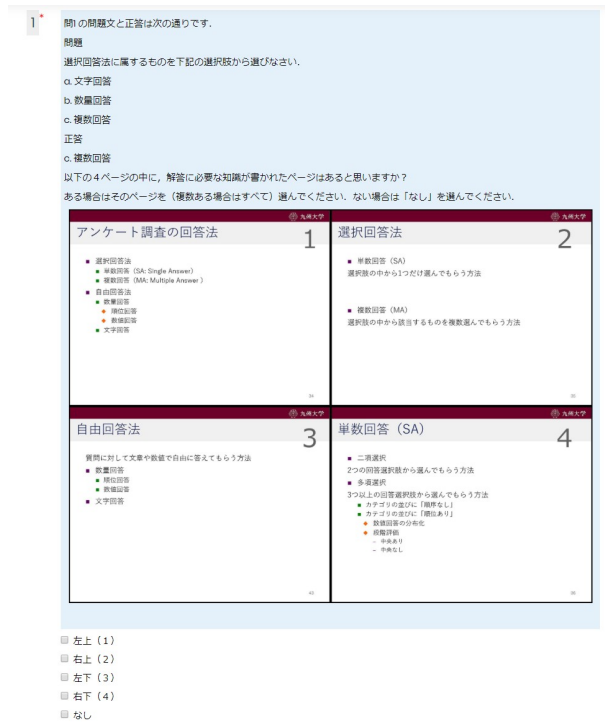 1 *
問1 の問題文と正答は次の通りです.
問題
選択回答法に属するものを下記の選択肢から選びなさい.
a. 文字回答
b. 数量回答
c. 複数回答
正答
c. 複数回答
以下の4ページの中に，解答に必要な知識が書かれたページはあると思いますか？
ある場合はそのページを（複数ある場合はすべて）選んでください．ない場合は「なし」を選んでください．
九州大学
アンケート調査の回答法
1
■ 選択回答法
■ 単数回答（SA: Single Answer）
■ 複数回答（MA: Multiple Answer ）
■ 自由回答法
■ 数量回答
◆ 順位回答
◆ 数値回答
■ 文字回答
34
九州大学
選択回答法
2
■ 単数回答（SA）
選択肢の中から1つだけ選んでもらう方法
■ 複数回答（MA）
選択肢の中から該当するものを複数選んでもらう方法
九州大学
自由回答法
3
質問に対して文章や数値で自由に答えてもらう方法
■ 数量回答
■ 順位回答
■ 数値回答
■ 文字回答
九州大学
単数回答（SA）
4
■ 二項選択
2つの回答選択肢から選んでもらう方法
■ 多項選択
3つ以上の回答選択肢から選んでもらう方法
■ カテゴリの並びに「順序なし」
■ カテゴリの並びに「順位あり」
◆ 数値回答の分布化
◆ 段階評価
– 中央あり
– 中央なし
左上（1）
右上（2）
左下（3）
右下（4）
なし